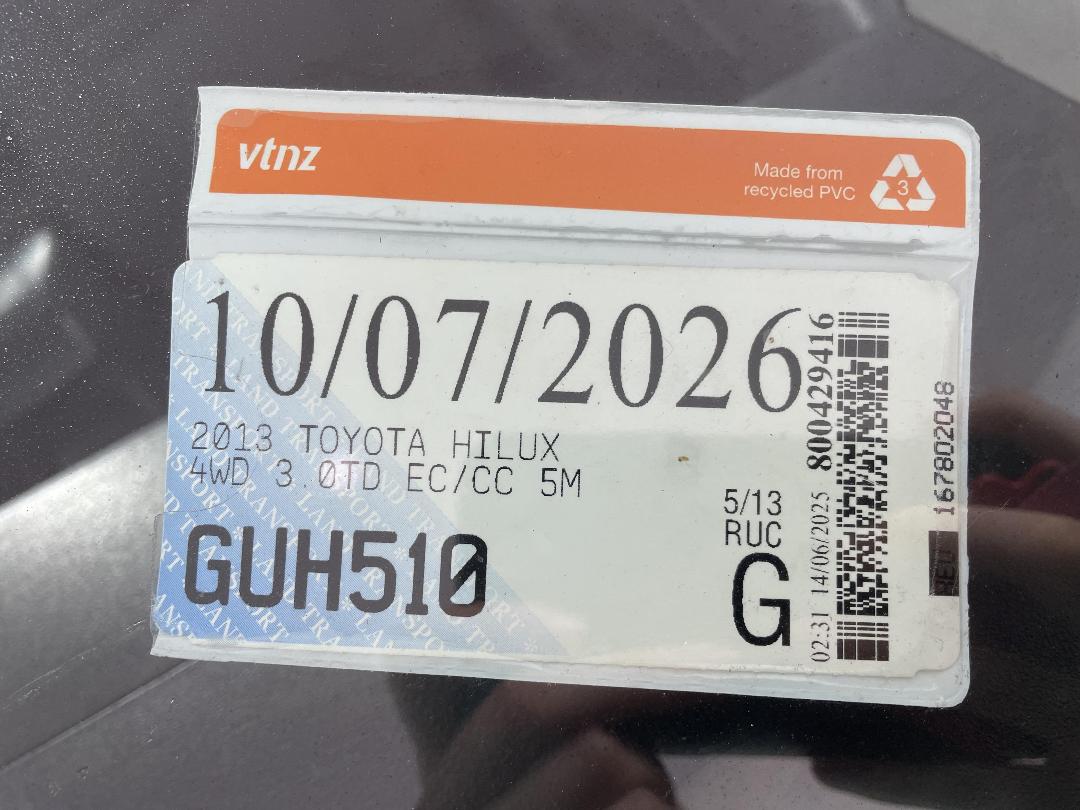 vtnz
Made from
recycled PVC
3
10/07/2026
2013 TOYOTA HILUX
4WD 3.0TD EC/CC 5M
GUH510
5/13
RUC
G
02:31 14/06/2025
800429416
167802048